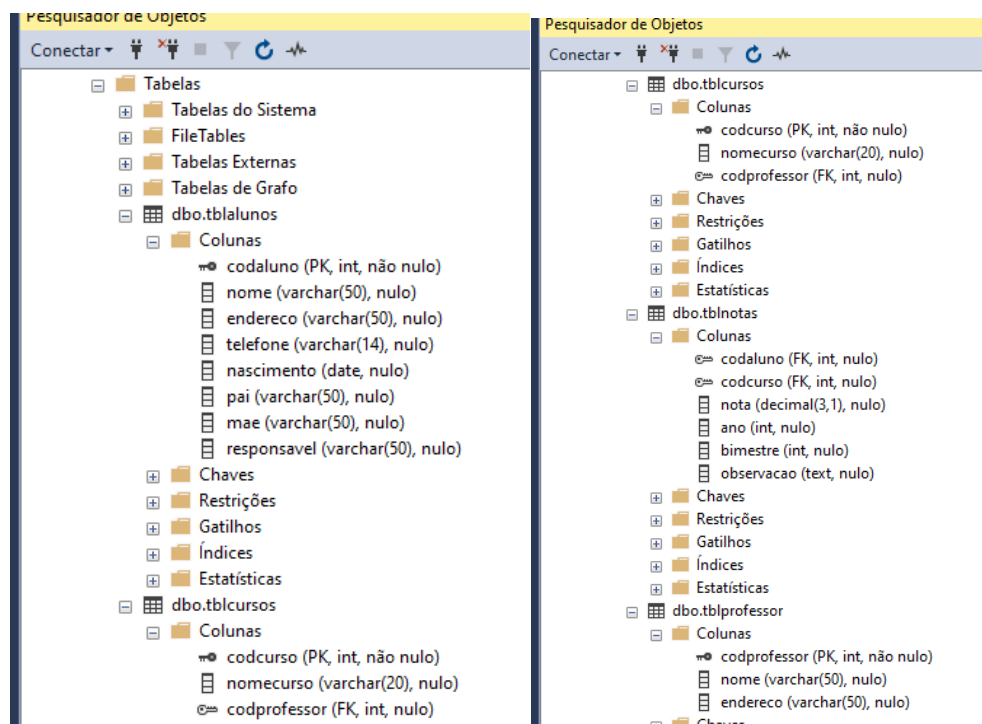 Pesquisador de Objetos
Conectar
Tabelas
Tabelas do Sistema
FileTables
Tabelas Externas
Tabelas de Grafo
dbo.tblalunos
Colunas
codaluno (PK, int, não nulo)
nome (varchar(50), nulo)
endereco (varchar(50), nulo)
telefone (varchar(14), nulo)
nascimento (date, nulo)
pai (varchar(50), nulo)
mae (varchar(50), nulo)
responsavel (varchar(50), nulo)
Chaves
Restrições
Gatilhos
Índices
Estatísticas
dbo.tblcursos
Colunas
codcurso (PK, int, não nulo)
nomecurso (varchar(20), nulo)
codprofessor (FK, int, nulo)
Pesquisador de Objetos
Conectar
dbo.tblcursos
Colunas
codcurso (PK, int, não nulo)
nomecurso (varchar(20), nulo)
codprofessor (FK, int, nulo)
Chaves
Restrições
Gatilhos
Índices
Estatísticas
dbo.tblnotas
Colunas
codaluno (FK, int, nulo)
codcurso (FK, int, nulo)
nota (decimal(3,1), nulo)
ano (int, nulo)
bimestre (int, nulo)
observacao (text, nulo)
Chaves
Restrições
Gatilhos
Índices
Estatísticas
dbo.tblprofessor
Colunas
codprofessor (PK, int, não nulo)
nome (varchar(50), nulo)
endereco (varchar(50), nulo)
Chaves